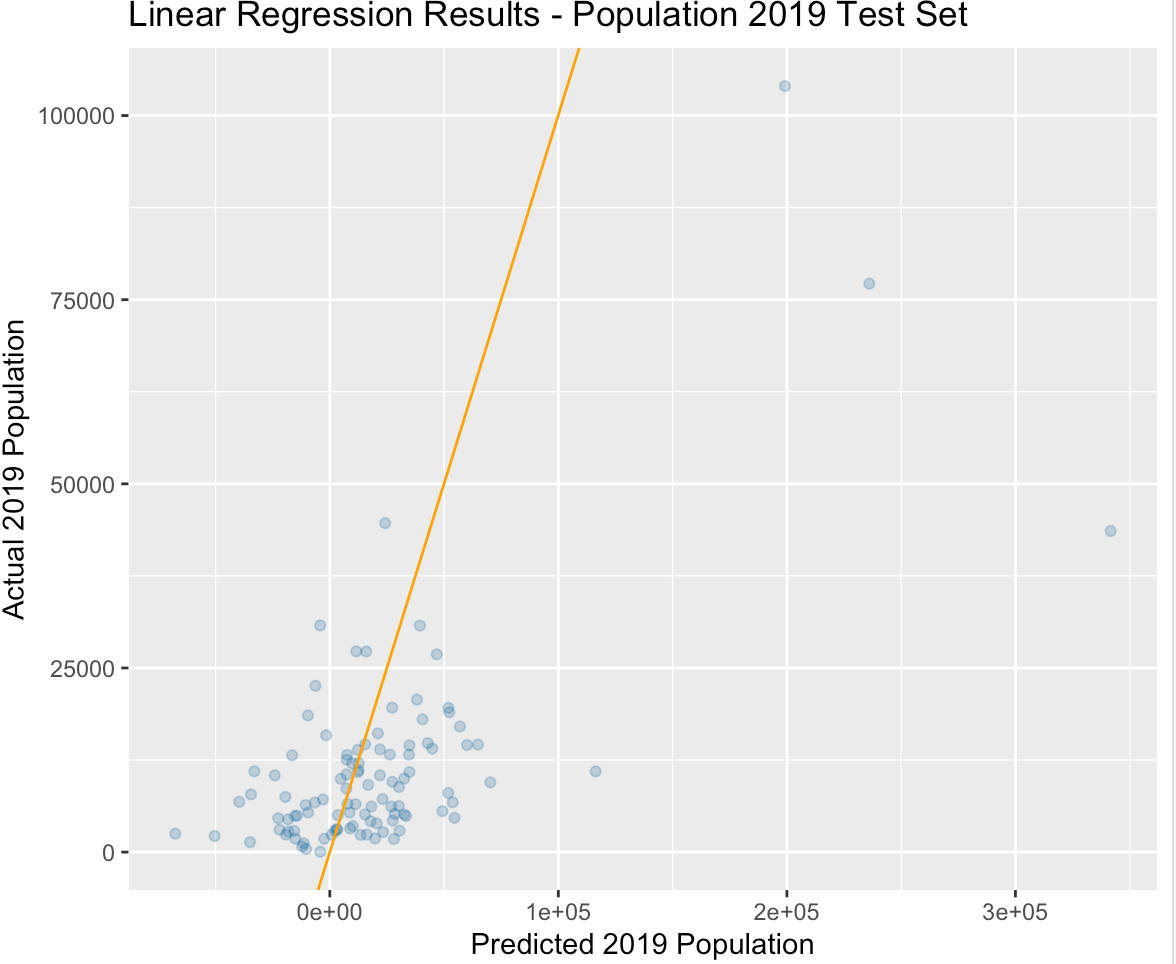 Linear Regression Results - Population 2019 Test Set
100000
75000
50000
25000
0
Actual 2019 Population
0e+00 1e+05 2e+05 3e+05
Predicted 2019 Population